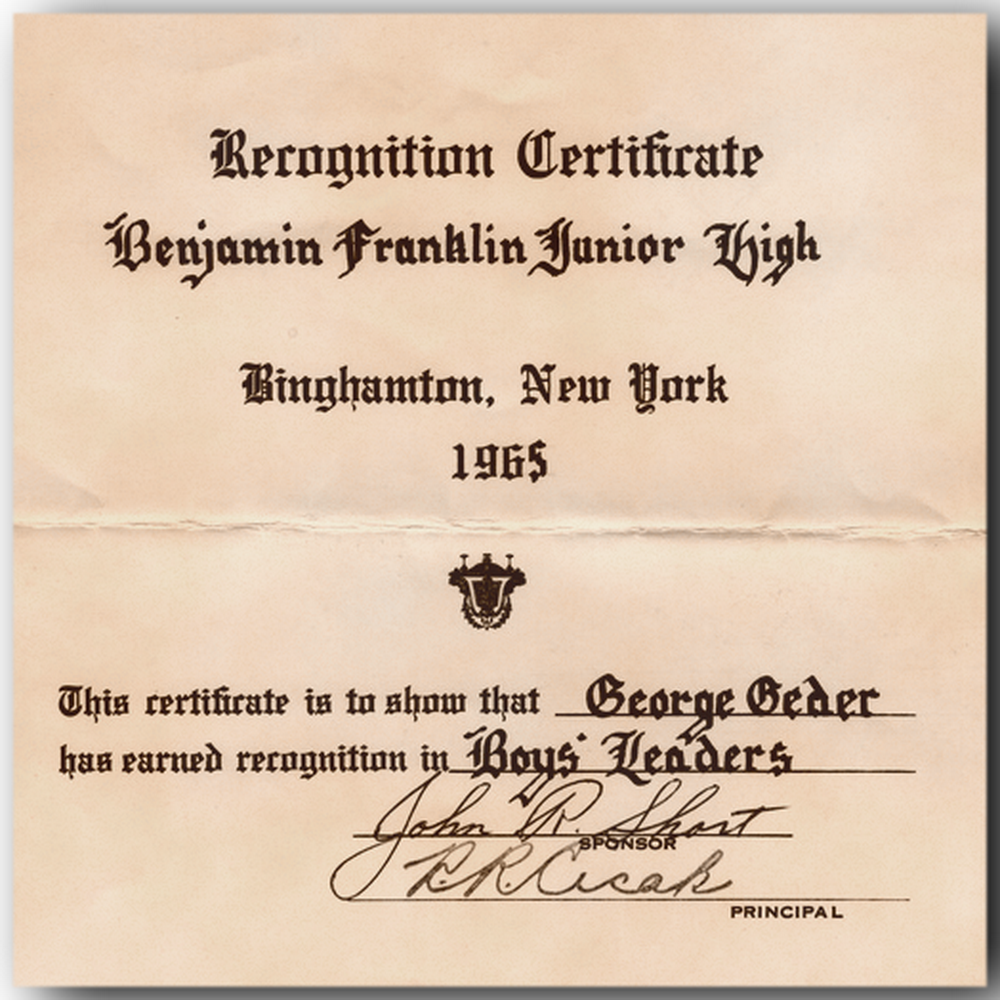 Recognition Certificate
Benjamin Franklin Junior High
Binghamton, New York
1965
This certificate is to show that George Geder
has earned recognition in Boys' Leaders
John R. Short
SPONSOR
R.R. Cicak
PRINCIPAL